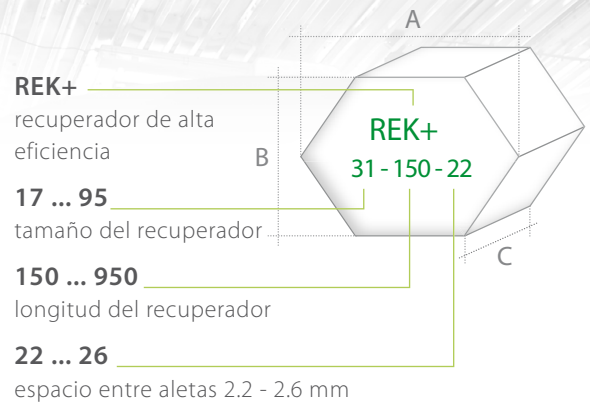 A
REK+
recuperador de alta
eficiencia
B
REK+
31 - 150 - 22
17 ... 95
tamaño del recuperador
C
150 ... 950
longitud del recuperador
22 ... 26
espacio entre aletas 2.2 - 2.6 mm